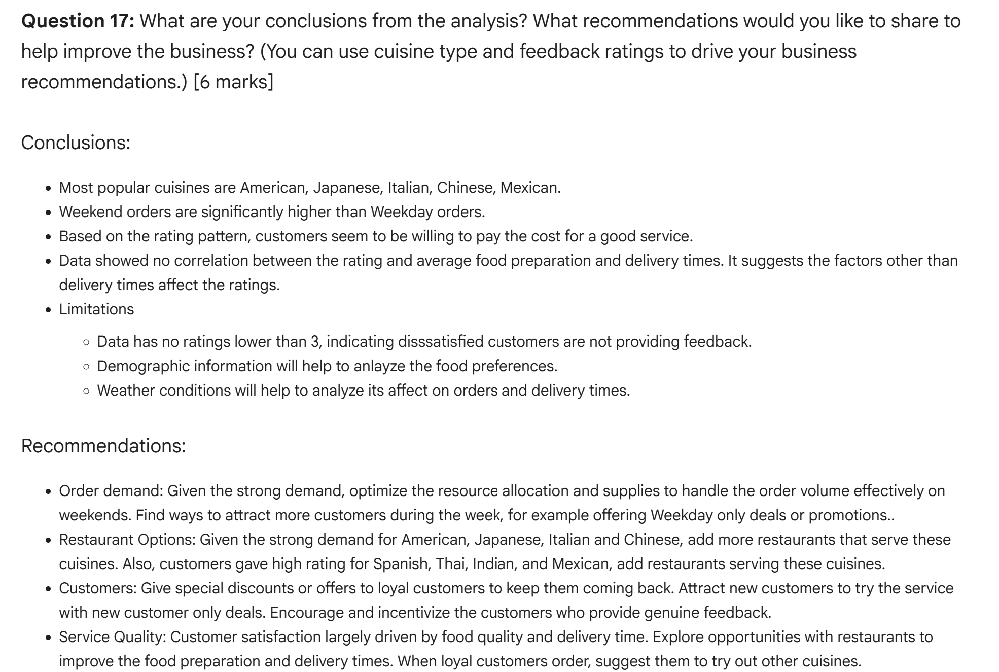 Question 17: What are your conclusions from the analysis? What recommendations would you like to share to
help improve the business? (You can use cuisine type and feedback ratings to drive your business
recommendations.) [6 marks]
Conclusions:
• Most popular cuisines are American, Japanese, Italian, Chinese, Mexican.
• Weekend orders are significantly higher than Weekday orders.
• Based on the rating pattern, customers seem to be willing to pay the cost for a good service.
• Data showed no correlation between the rating and average food preparation and delivery times. It suggests the factors other than
delivery times affect the ratings.
• Limitations
◦ Data has no ratings lower than 3, indicating disssatisfied customers are not providing feedback.
◦ Demographic information will help to anlayze the food preferences.
◦ Weather conditions will help to analyze its affect on orders and delivery times.
Recommendations:
• Order demand: Given the strong demand, optimize the resource allocation and supplies to handle the order volume effectively on
weekends. Find ways to attract more customers during the week, for example offering Weekday only deals or promotions..
• Restaurant Options: Given the strong demand for American, Japanese, Italian and Chinese, add more restaurants that serve these
cuisines. Also, customers gave high rating for Spanish, Thai, Indian, and Mexican, add restaurants serving these cuisines.
• Customers: Give special discounts or offers to loyal customers to keep them coming back. Attract new customers to try the service
with new customer only deals. Encourage and incentivize the customers who provide genuine feedback.
• Service Quality: Customer satisfaction largely driven by food quality and delivery time. Explore opportunities with restaurants to
improve the food preparation and delivery times. When loyal customers order, suggest them to try out other cuisines.